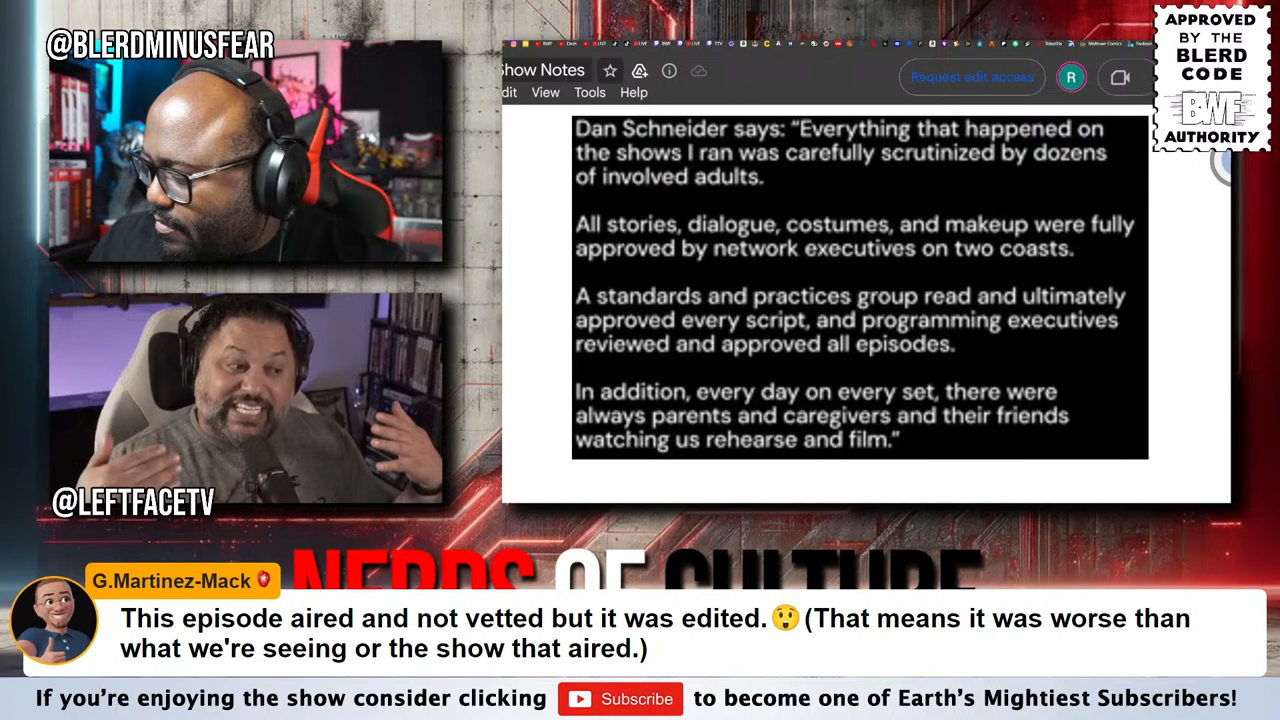 @BLERDMINUSFEAR
APPROVED
BY THE
BLERD
CODE
BWF
AUTHORITY
Show Notes
Request edit access
R
dit View Tools Help
Dan Schneider says: “Everything that happened on
the shows I ran was carefully scrutinized by dozens
of involved adults.
All stories, dialogue, costumes, and makeup were fully
approved by network executives on two coasts.
A standards and practices group read and ultimately
approved every script, and programming executives
reviewed and approved all episodes.
In addition, every day on every set, there were
always parents and caregivers and their friends
watching us rehearse and film.”
@LEFTFACETV
NERDS OF CULTURE
G.Martinez-Mack
This episode aired and not vetted but it was edited.😲(That means it was worse than
what we're seeing or the show that aired.)
If you’re enjoying the show consider clicking Subscribe to become one of Earth’s Mightiest Subscribers!